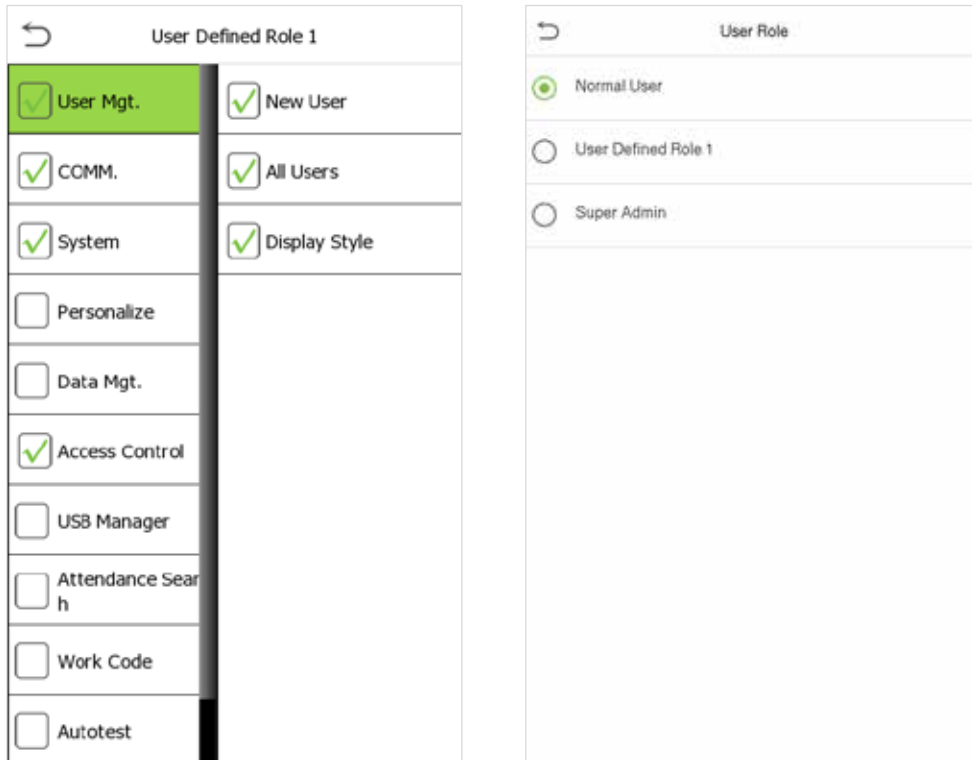 User Defined Role 1
User Mgt.
COMM.
System
Personalize
Data Mgt.
Access Control
USB Manager
Attendance Sear
h
Work Code
Autotest
New User
All Users
Display Style
User Role
Normal User
User Defined Role 1
Super Admin